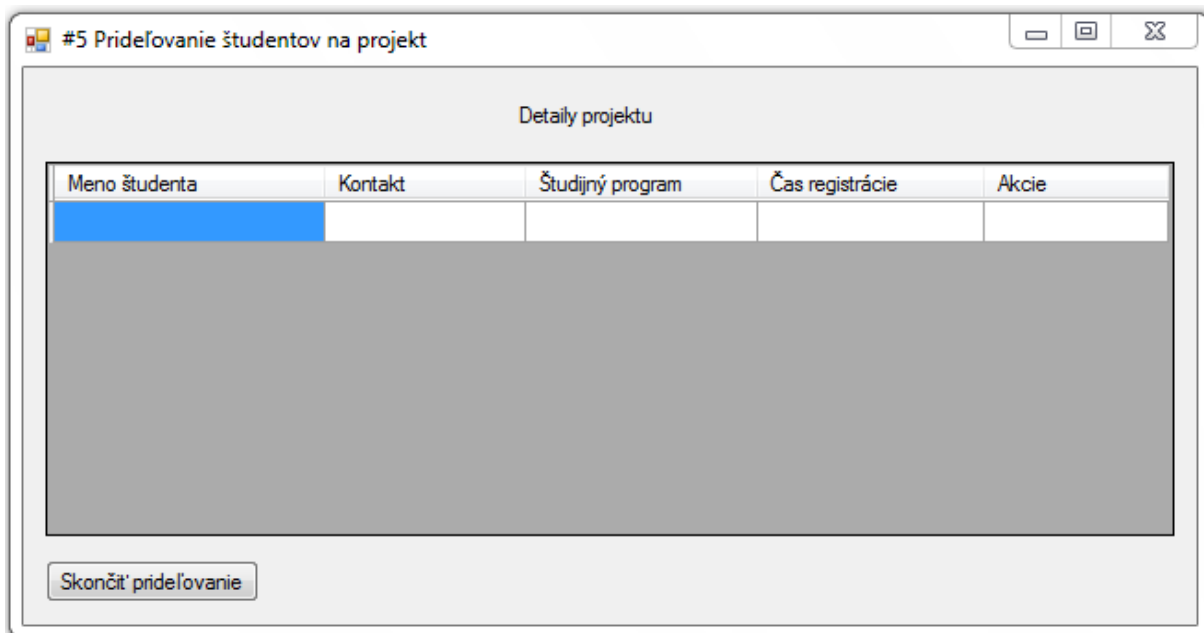 #5 Prideľovanie študentov na projekt
Detaily projektu
Meno študenta Kontakt Študijný program Čas registrácie Akcie
Skončiť prideľovanie